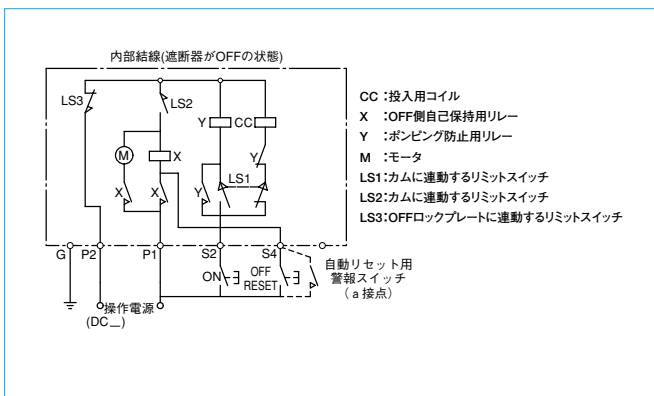 内部結線(遮断器がOFFの状態)
LS3
LS2
Y
CC
M
X
Y
X
X
Y
LS1
G
P2
P1
S2
S4
ON
OFF
RESET
自動リセット用
警報スイッチ
(a接点)
操作電源
(DC )
CC:投入用コイル
X:OFF側自己保持用リレー
Y:ポンピング防止用リレー
M:モータ
LS1:カムに連動するリミットスイッチ
LS2:カムに連動するリミットスイッチ
LS3:OFFロックプレートに連動するリミットスイッチ